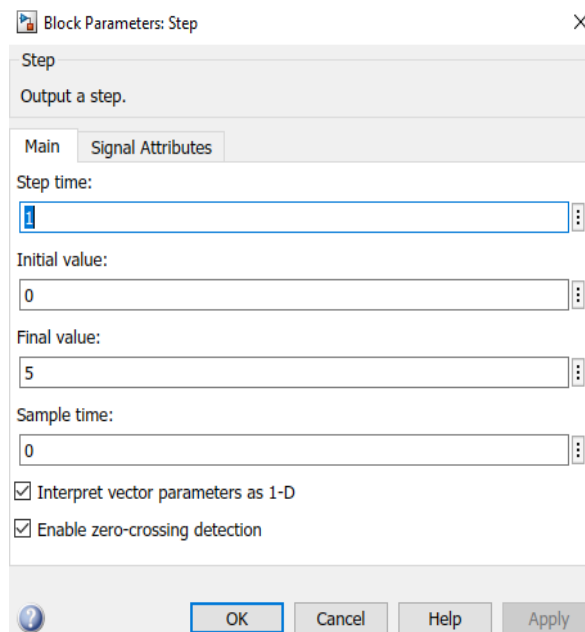 Block Parameters: Step
Step
Output a step.
Main Signal Attributes
Step time:
1
Initial value:
0
Final value:
5
Sample time:
0
Interpret vector parameters as 1-D
Enable zero-crossing detection
? OK Cancel Help Apply